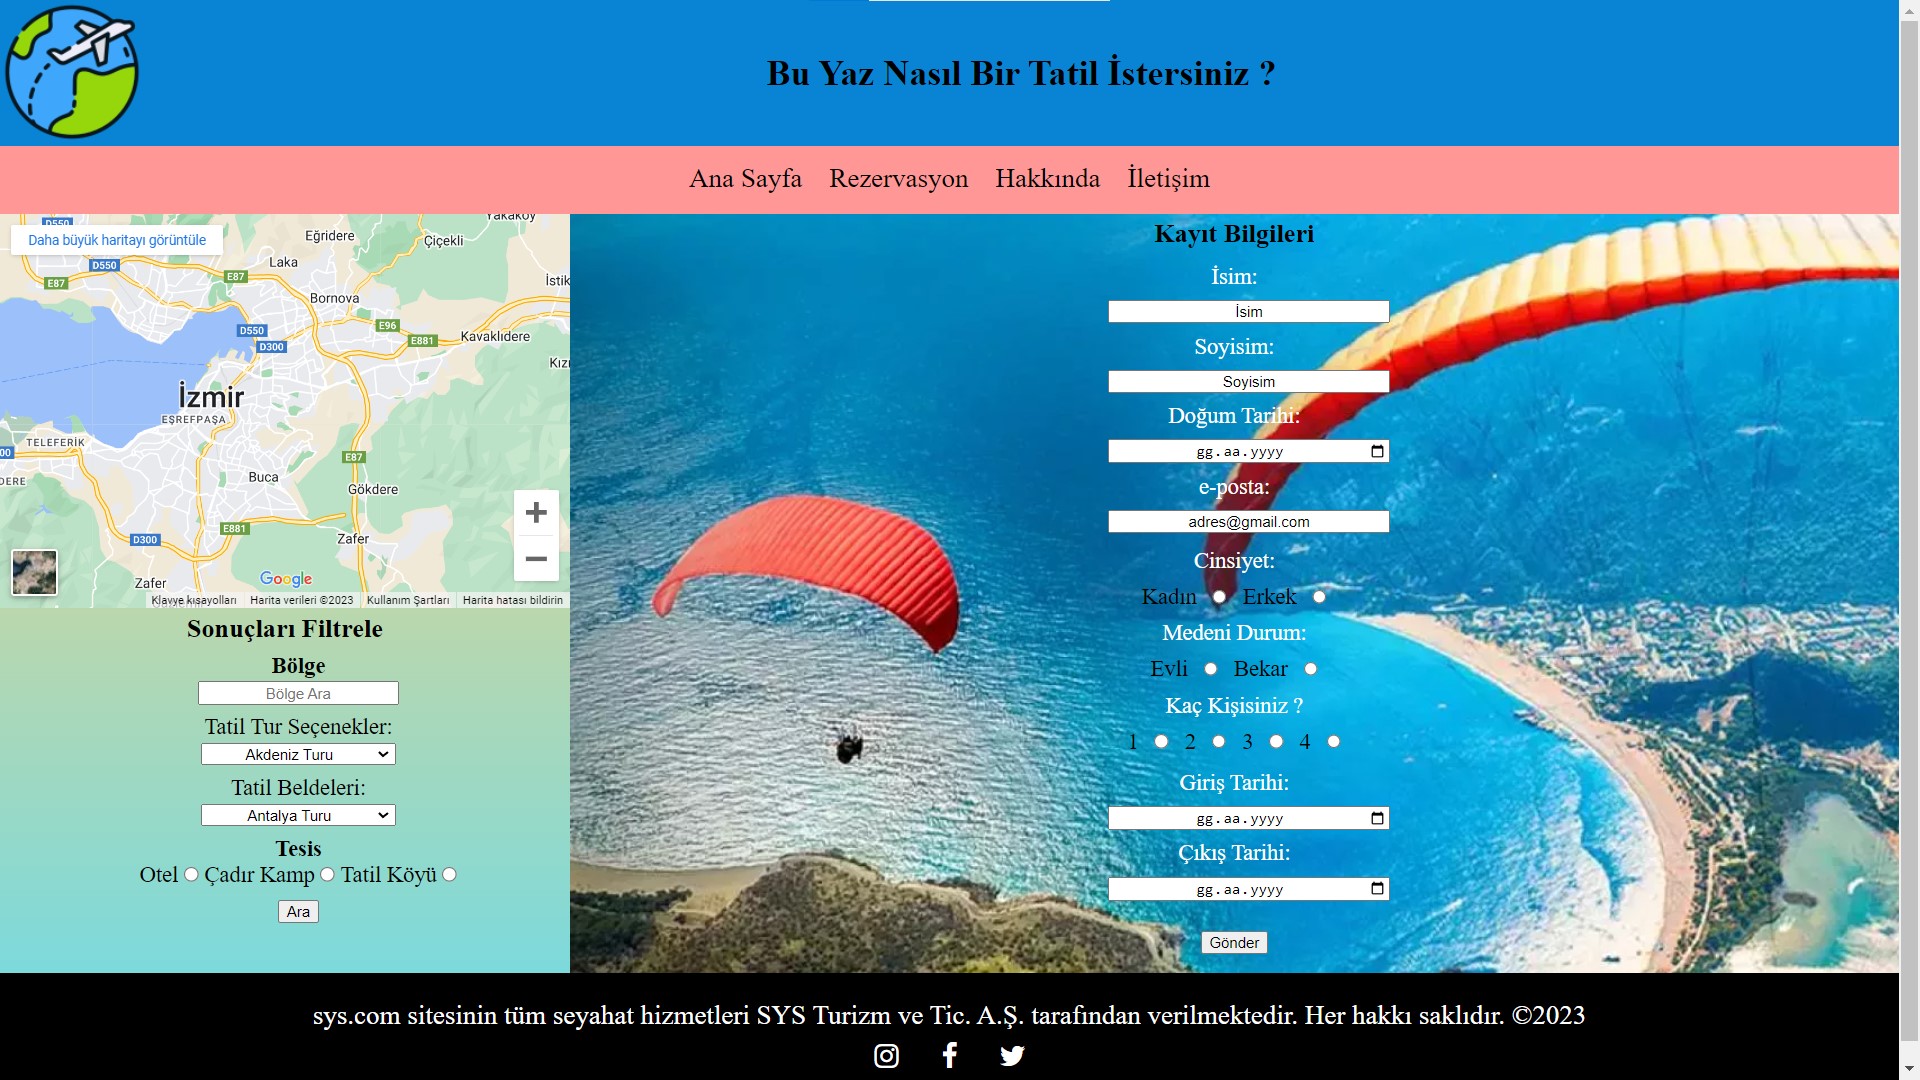 Bu Yaz Nasıl Bir Tatil İstersiniz ?
Ana Sayfa Rezervasyon Hakkında İletişim
Yakaköy
D550
Daha büyük haritayı görüntüle
Eğridere
Çiçekli
Laka
D550
E87
E87
İstik
Bornova
D550
E96
D300
E881
Kavaklıdere
Kızı
İzmir
EŞREFPAŞA
TELEFERİK
00
E87
DERE
Buca
Gökdere
E881
D300
Zafer
Zafer
Google
Klavye kısayolları Harita verileri ©2023 Kullanım Şartları Harita hatası bildirin
Sonuçları Filtrele
Bölge
Bölge Ara
Tatil Tur Seçenekler:
Akdeniz Turu
Tatil Beldeleri:
Antalya Turu
Tesis
Otel Çadır Kamp Tatil Köyü
Ara
Kayıt Bilgileri
İsim:
İsim
Soyisim:
Soyisim
Doğum Tarihi:
gg.aa.yyyy
e-posta:
adres@gmail.com
Cinsiyet:
Kadın Erkek
Medeni Durum:
Evli Bekar
Kaç Kişisiniz ?
1 2 3 4
Giriş Tarihi:
gg.aa.yyyy
Çıkış Tarihi:
gg.aa.yyyy
Gönder
sys.com sitesinin tüm seyahat hizmetleri SYS Turizm ve Tic. A.Ş. tarafından verilmektedir. Her hakkı saklıdır. ©2023